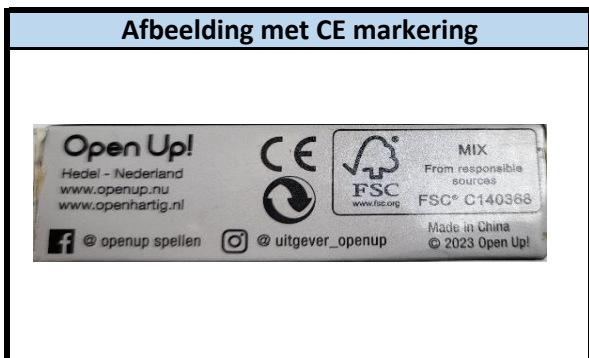 Afbeelding met CE markering
Open Up!
Hedel - Nederland
www.openup.nu
www.openhartig.nl
@ openup spellen
@ uitgever_openup
CE
FSC®
www.fsc.org
MIX
From responsible
sources
FSC® C140368
Made in China
© 2023 Open Up!